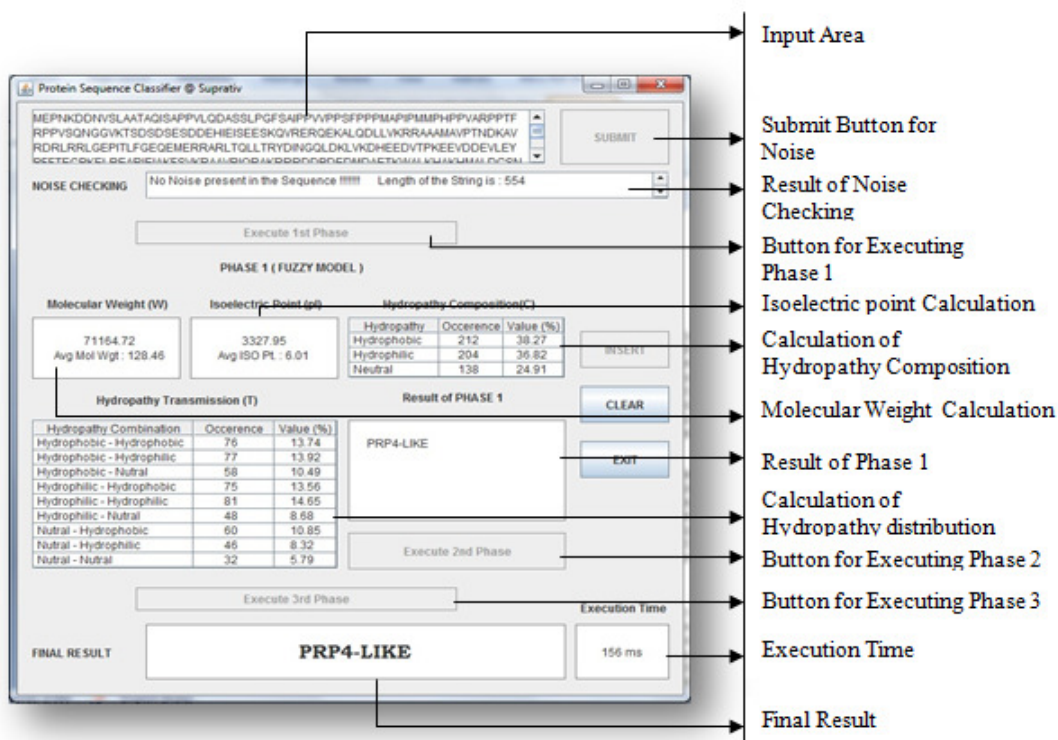 Input Area
Protein Sequence Classifier @ Suprativ
MEPNKDDNVSLAATAQISAPPVLQDASSLPGFSAIPPVVPPSFPPPMAPIPMMPHPPVARPPTF
RPPVSQNGGVKTSDSDSESDDEHIEISEESKQVRERQEKALQDLLVKRRAAAMAVPTNDKAV
RDRLRRLGEPITLFGEQEMERRARLTQLLTRYDINGQLDKLVKDHEEDVTPKEEVDDEVLEY
SUBMIT
Submit Button for
Noise
NOISE CHECKING
No Noise present in the Sequence !!!!!!! Length of the String is : 554
Result of Noise
Checking
Execute 1st Phase
Button for Executing
Phase 1
PHASE 1 ( FUZZY MODEL )
Isoelectric point Calculation
Molecular Weight (W) Isoelectric Point (pI) Hydropathy Composition(C)
71164.72
Avg Mol Wgt : 128.46
3327.95
Avg ISO Pt. : 6.01
Hydropathy Occerence Value (%)
Hydrophobic 212 38.27
Hydrophilic 204 36.82
Neutral 138 24.91
INSERT
Calculation of
Hydropathy Composition
Hydropathy Transmission (T)
Result of PHASE 1
CLEAR
Molecular Weight Calculation
Hydropathy Combination Occerence Value (%)
Hydrophobic - Hydrophobic 76 13.74
Hydrophobic - Hydrophilic 77 13.92
Hydrophobic - Nutral 58 10.49
Hydrophilic - Hydrophobic 75 13.56
Hydrophilic - Hydrophilic 81 14.65
Hydrophilic - Nutral 48 8.68
Nutral - Hydrophobic 60 10.85
Nutral - Hydrophilic 46 8.32
Nutral - Nutral 32 5.79
PRP4-LIKE
EXIT
Result of Phase 1
Calculation of
Hydropathy distribution
Execute 2nd Phase
Button for Executing Phase 2
Execute 3rd Phase
Button for Executing Phase 3
Execution Time
FINAL RESULT
PRP4-LIKE
156 ms
Execution Time
Final Result